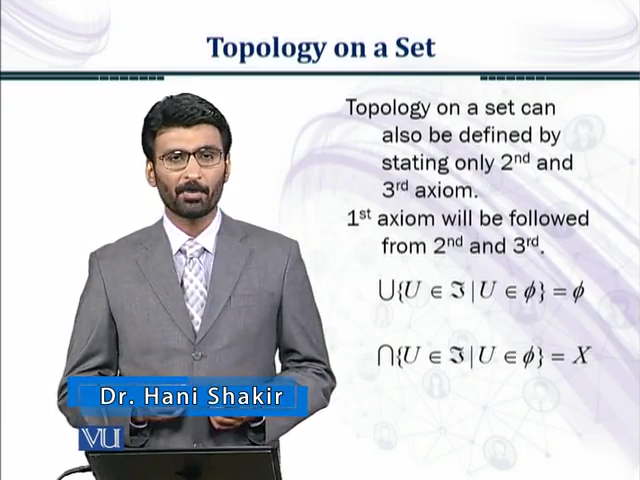 Topology on a Set
Topology on a set can
also be defined by
stating only 2nd and
3rd axiom.
1st axiom will be followed
from 2nd and 3rd.
⋃{U ∈ ℑ | U ∈ ϕ} = ϕ
⋂{U ∈ ℑ | U ∈ ϕ} = X
Dr. Hani Shakir
VU